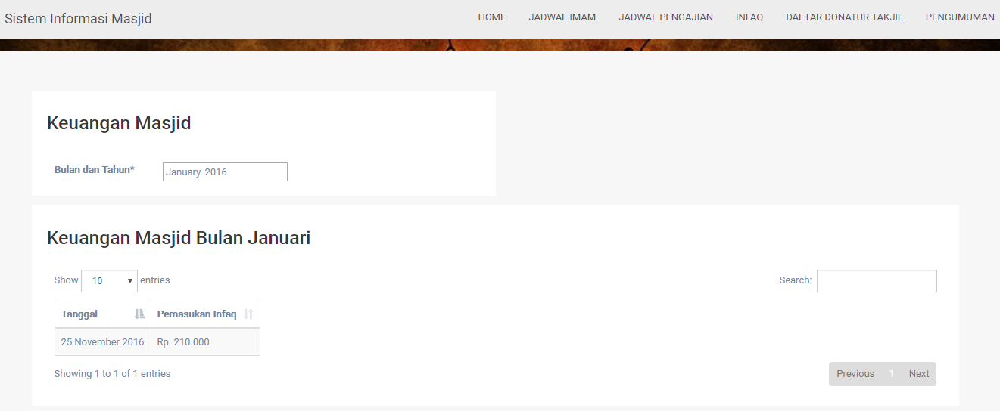 Sistem Informasi Masjid HOME JADWAL IMAM JADWAL PENGAJIAN INFAQ DAFTAR DONATUR TAKJIL PENGUMUMAN
Keuangan Masjid
Bulan dan Tahun* January 2016
Keuangan Masjid Bulan Januari
Show 10 entries Search:
Tanggal Pemasukan Infaq
25 November 2016 Rp. 210.000
Showing 1 to 1 of 1 entries Previous 1 Next